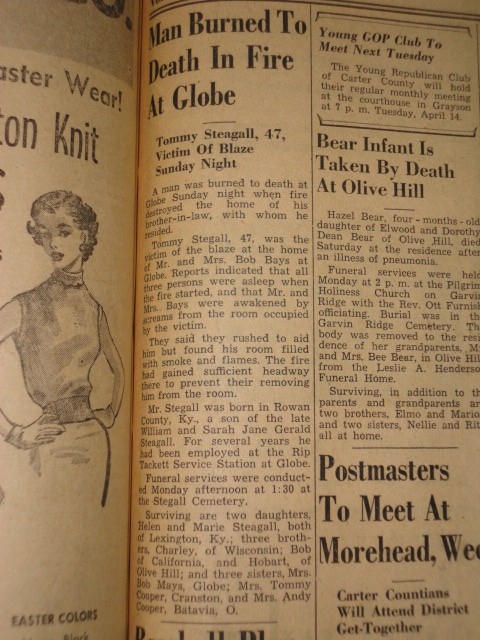 aster Wear!
ton Knit
EASTER COLORS
Black
Man Burned To
Death In Fire
At Globe
Tommy Steagall, 47,
Victim Of Blaze
Sunday Night
A man was burned to death at
Globe Sunday night when fire
destroyed the home of his
brother-in-law, with whom he
resided.
Tommy Stegall, 47, was the
victim of the blaze at the home
of Mr. and Mrs. Bob Bays at
Globe. Reports indicated that all
three persons were asleep when
the fire started, and that Mr. and
Mrs. Bays were awakened by
screams from the room occupied
by the victim.
They said they rushed to aid
him but found his room filled
with smoke and flames. The fire
had gained sufficient headway
there to prevent their removing
him from the room.
Mr. Stegall was born in Rowan
County, Ky., a son of the late
William and Sarah Jane Gerald
Steagall. For several years he
had been employed at the Rip
Tackett Service Station at Globe.
Funeral services were conduct-
ed Monday afternoon at 1:30 at
the Stegall Cemetery.
Surviving are two daughters,
Helen and Marie Steagall, both
of Lexington, Ky.; three broth-
ers, Charley, of Wisconsin; Bob
of California, and Hobart, of
Olive Hill; and three sisters, Mrs.
Bob Mays, Globe; Mrs. Tommy
Cooper, Cranston, and Mrs. Andy
Cooper, Batavia, O.
Young GOP Club To
Meet Next Tuesday
The Young Republican Club
of Carter County will hold
their regular monthly meeting
at the courthouse in Grayson
at 7 p. m. Tuesday, April 14.
Bear Infant Is
Taken By Death
At Olive Hill
Hazel Bear, four-months-old
daughter of Elwood and Dorothy
Dean Bear of Olive Hill, died
Saturday at the residence after
an illness of pneumonia.
Funeral services were held
Monday at 2 p. m. at the Pilgrim
Holiness Church on Garvin
Ridge with the Rev. Ott Furnish
officiating. Burial was in the
Garvin Ridge Cemetery. Th
body was removed to the resi
dence of her grandparents, M
and Mrs. Bee Bear, in Olive Hil
from the Leslie A. Henderso
Funeral Home.
Surviving, in addition to th
parents and grandparents ar
two brothers, Elmo and Mario
and two sisters, Nellie and Rit
all at home.
Postmasters
To Meet At
Morehead, Wed
Carter Countians
Will Attend District
Get-Together